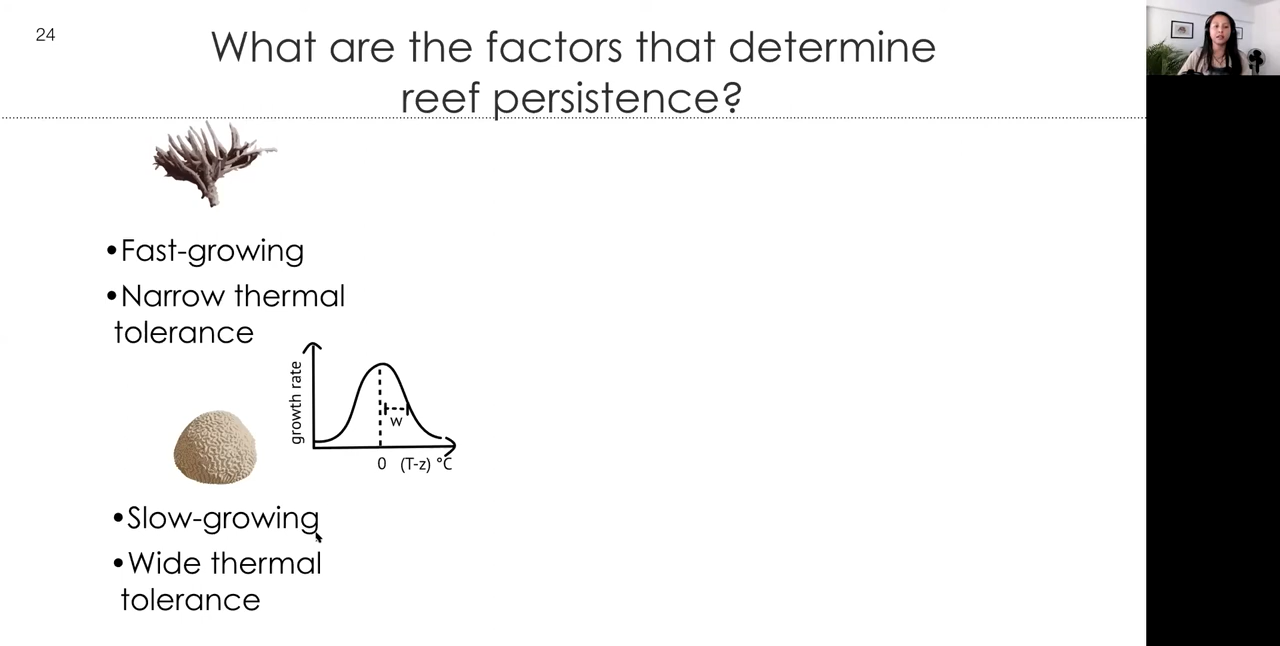 24
What are the factors that determine
reef persistence?
•Fast-growing
•Narrow thermal
tolerance
growth rate
w
0 (T-z) °C
•Slow-growing
•Wide thermal
tolerance